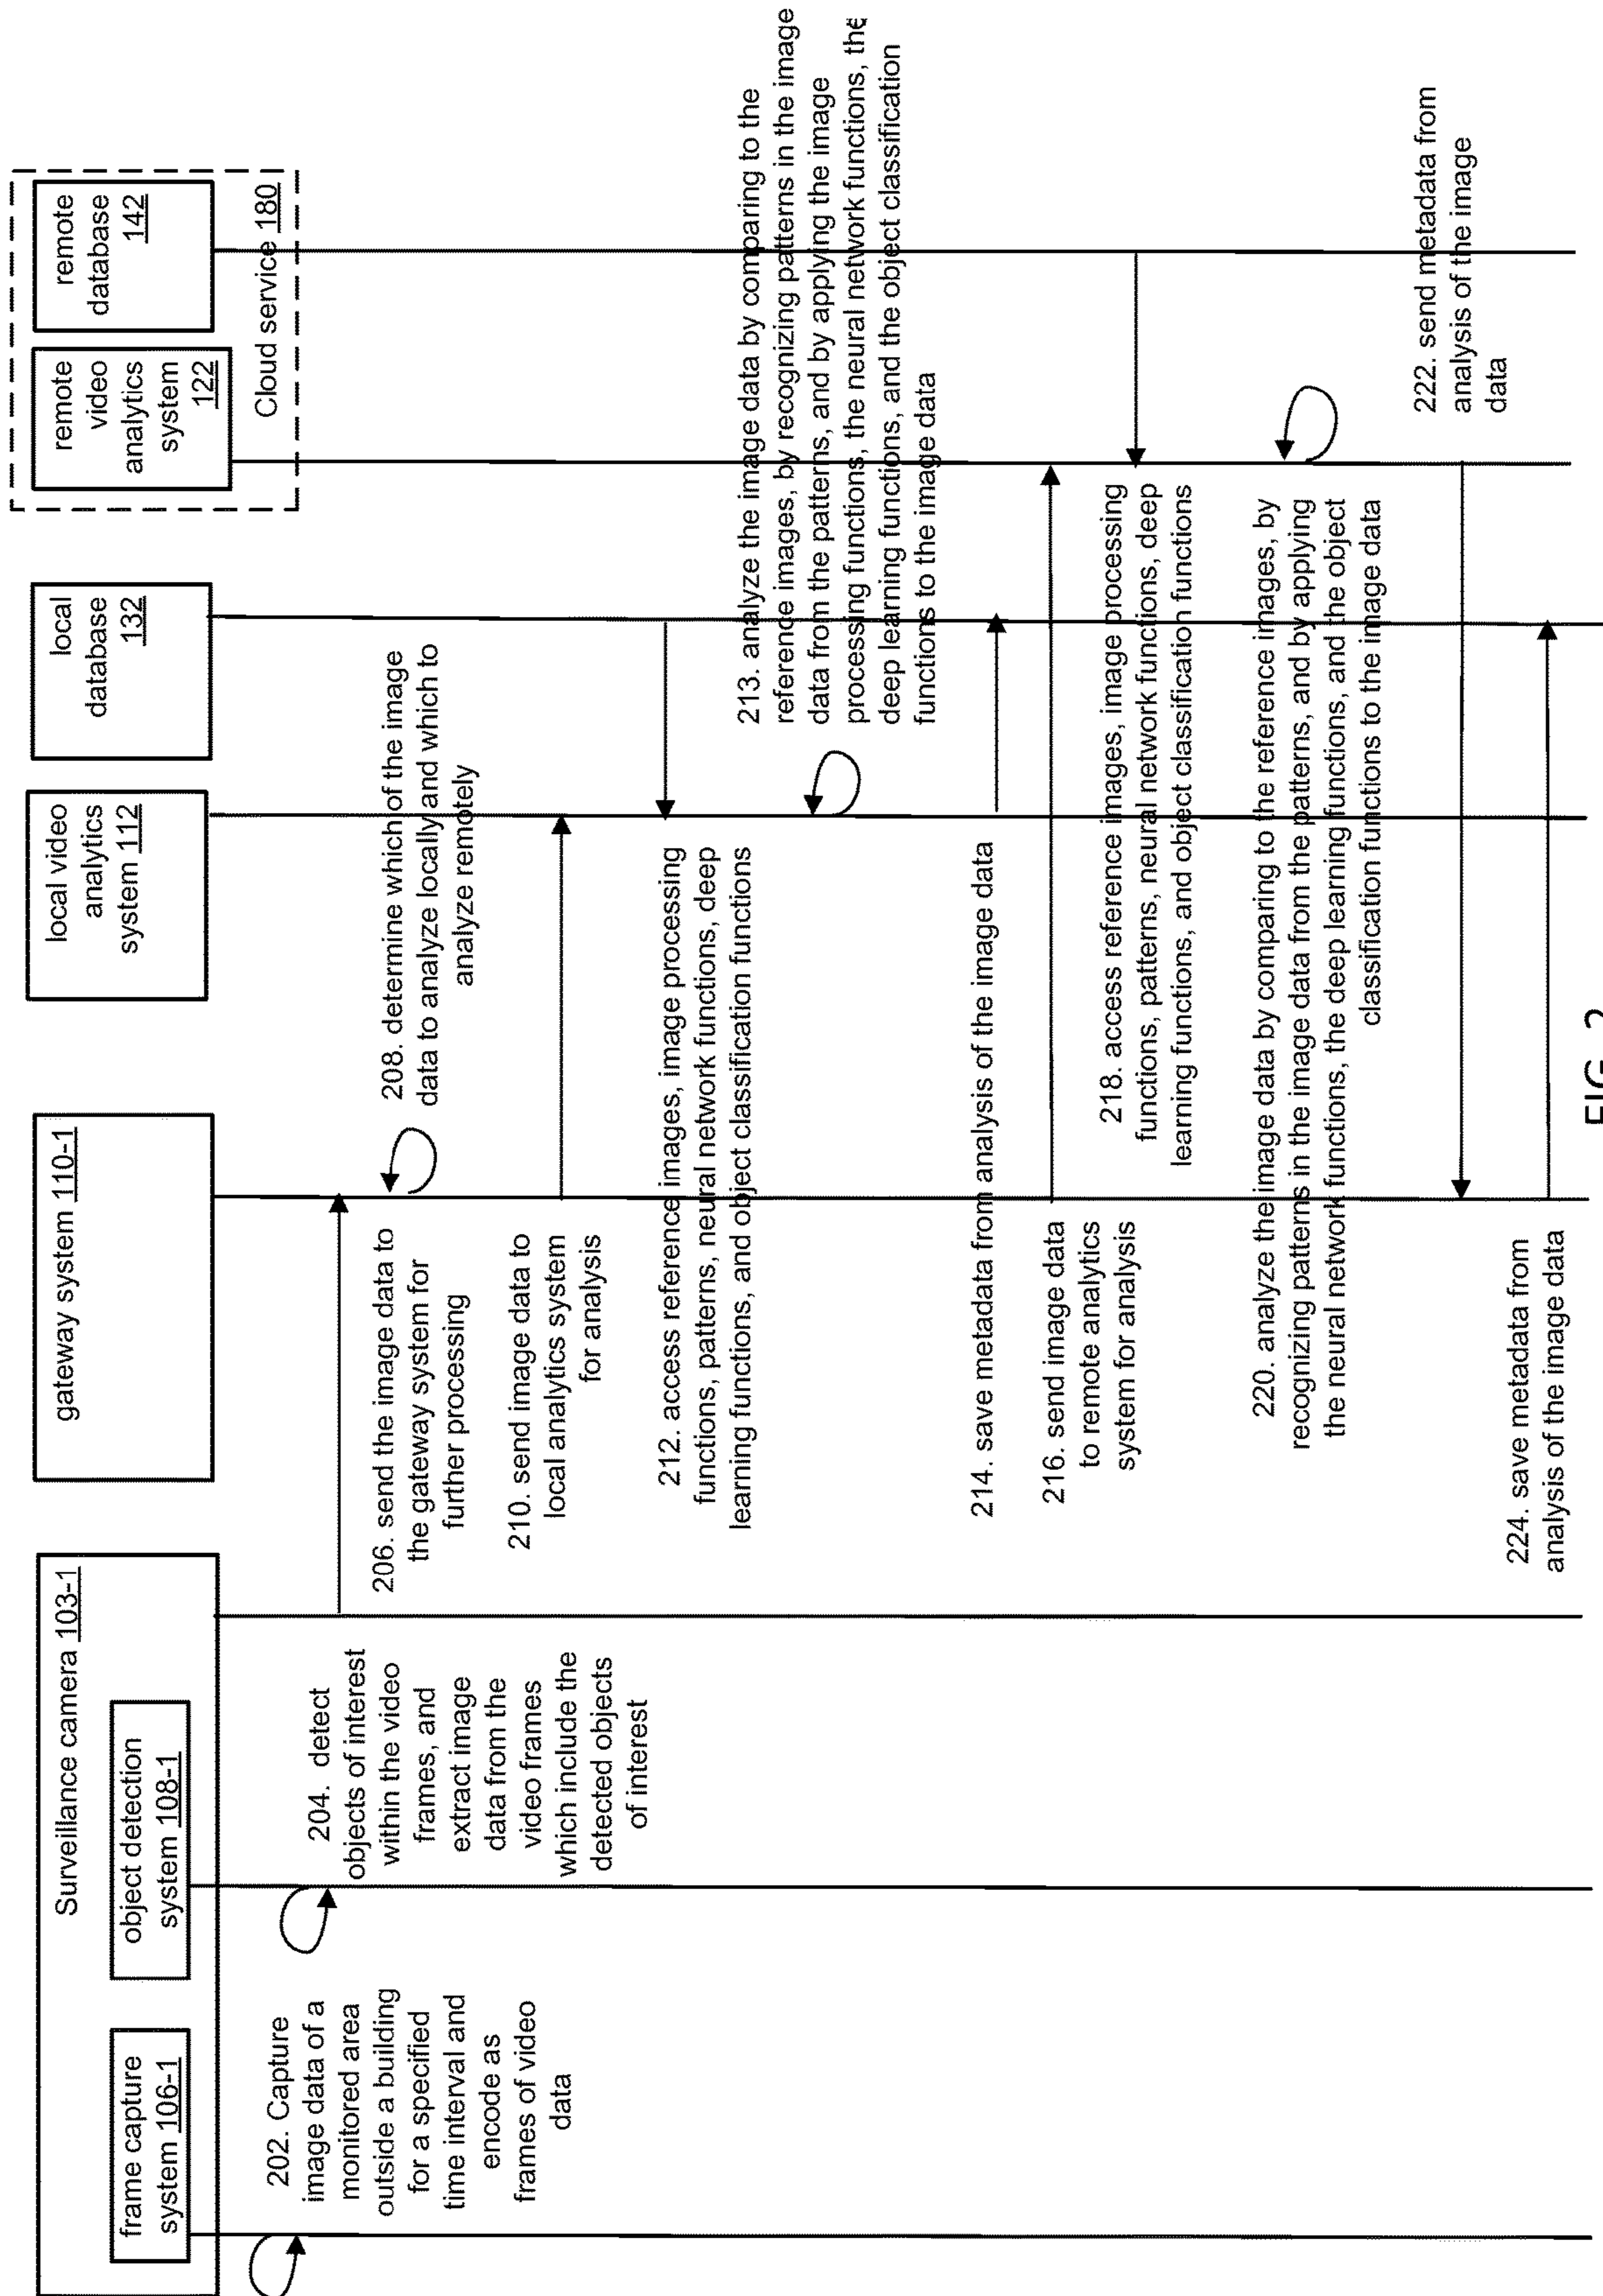 Surveillance camera 103-1
frame capture
system 106-1
object detection
system 108-1
gateway system 110-1
local video
analytics
system 112
local
database
132
remote
video
analytics
system
122
remote
database
142
Cloud service 180
202. Capture
image data of a
monitored area
outside a building
for a specified
time interval and
encode as
frames of video
data
204. detect
objects of interest
within the video
frames, and
extract image
data from the
video frames
which include the
detected objects
of interest
206. send the image data to
the gateway system for
further processing
208. determine which of the image
data to analyze locally and which to
analyze remotely
210. send image data to
local analytics system
for analysis
212. access reference images, image processing
functions, patterns, neural network functions, deep
learning functions, and object classification functions
213. analyze the image data by comparing to the
reference images, by recognizing patterns in the image
data from the patterns, and by applying the image
processing functions, the neural network functions, the
deep learning functions, and the object classification
functions to the image data
214. save metadata from analysis of the image data
216. send image data
to remote analytics
system for analysis
218. access reference images, image processing
functions, patterns, neural network functions, deep
learning functions, and object classification functions
220. analyze the image data by comparing to the reference images, by
recognizing patterns in the image data from the patterns, and by applying
the neural network functions, the deep learning functions, and the object
classification functions to the image data
222. send metadata from
analysis of the image
data
224. save metadata from
analysis of the image data
FIG. 2